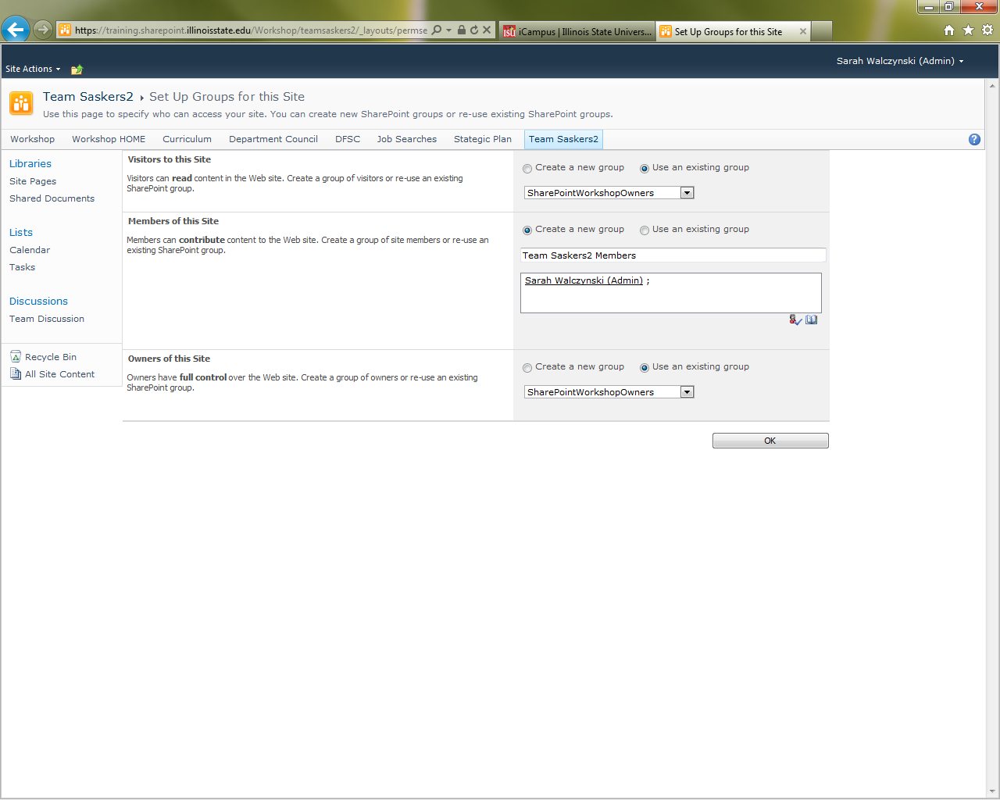 https://training.sharepoint.illinoisstate.edu/Workshop/teamsaskers2/_layouts/permse
ISU iCampus | Illinois State Univers...
Set Up Groups for this Site
Site Actions
Sarah Walczynski (Admin)
Team Saskers2 Set Up Groups for this Site
Use this page to specify who can access your site. You can create new SharePoint groups or re-use existing SharePoint groups.
Workshop Workshop HOME Curriculum Department Council DFSC Job Searches Stategic Plan Team Saskers2
Libraries
Site Pages
Shared Documents
Lists
Calendar
Tasks
Discussions
Team Discussion
Recycle Bin
All Site Content
Visitors to this Site
Visitors can read content in the Web site. Create a group of visitors or re-use an existing
SharePoint group.
Create a new group Use an existing group
SharePointWorkshopOwners
Members of this Site
Members can contribute content to the Web site. Create a group of site members or re-use an
existing SharePoint group.
Create a new group Use an existing group
Team Saskers2 Members
Sarah Walczynski (Admin) ;
Owners of this Site
Owners have full control over the Web site. Create a group of owners or re-use an existing
SharePoint group.
Create a new group Use an existing group
SharePointWorkshopOwners
OK